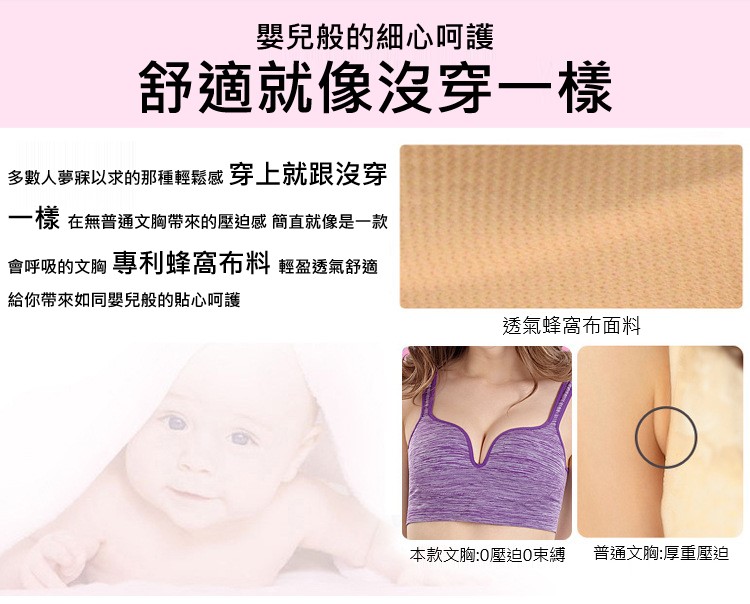 嬰兒般的細心呵護
舒適就像沒穿一樣
多數人夢寐以求的那種輕鬆感 穿上就跟沒穿
一樣 在無普通文胸帶來的壓迫感 簡直就像是一款
會呼吸的文胸 專利蜂窩布料 輕盈透氣舒適
給你帶來如同嬰兒般的貼心呵護
透氣蜂窩布面料
本款文胸:0壓迫0束縛
普通文胸:厚重壓迫